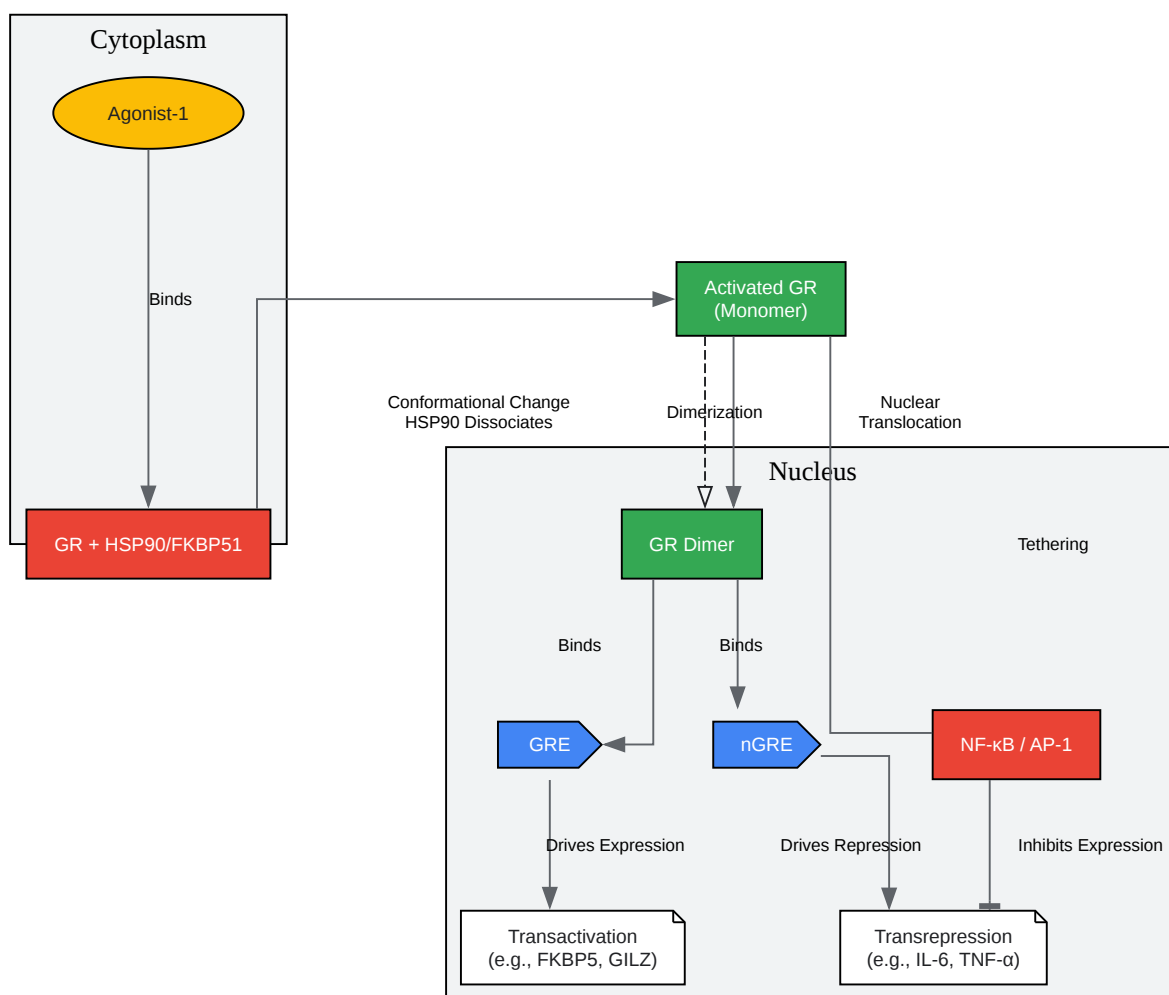 Cytoplasm
Agonist-1
Binds
Activated GR
(Monomer)
Conformational Change
HSP90 Dissociates
Dimerization
Nuclear
Translocation
Nucleus
GR + HSP90/FKBP51
GR Dimer
Tethering
Binds
Binds
GRE
nGRE
NF-κB / AP-1
Drives Expression
Drives Repression
Inhibits Expression
Transactivation
(e.g., FKBP5, GILZ)
Transrepression
(e.g., IL-6, TNF-α)